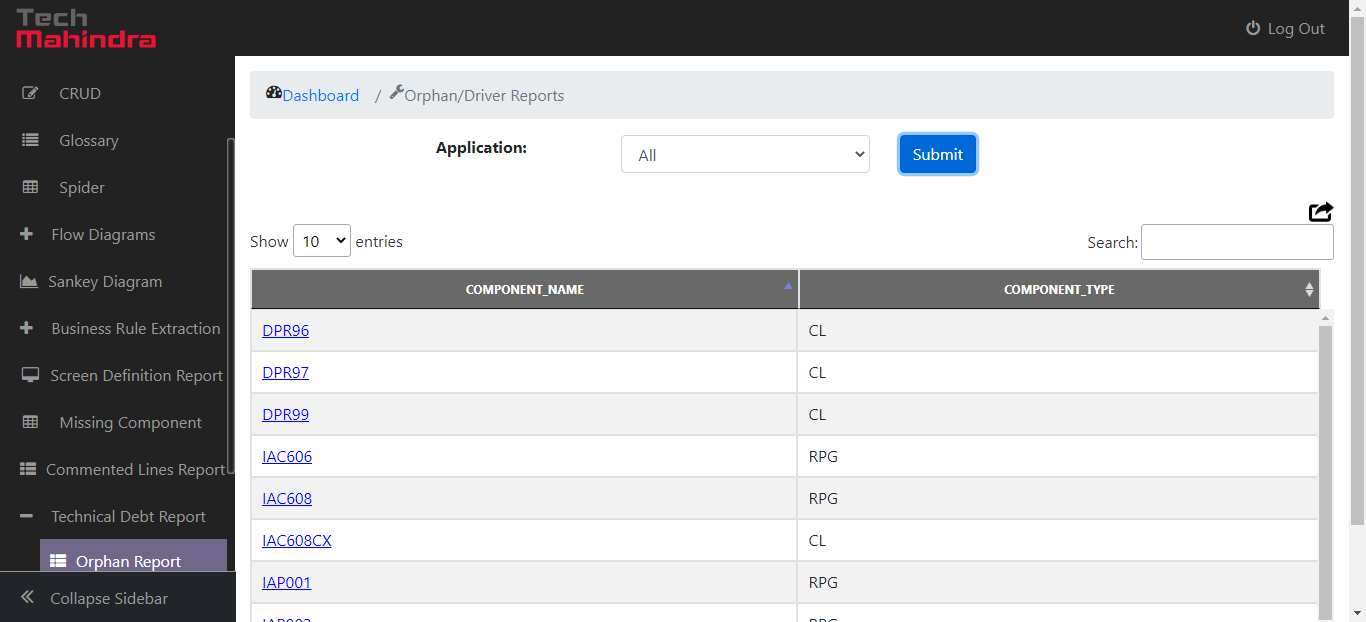 Tech
Mahindra
Log Out
CRUD
Glossary
Spider
Flow Diagrams
Sankey Diagram
Business Rule Extraction
Screen Definition Report
Missing Component
Commented Lines Report
Technical Debt Report
Orphan Report
Collapse Sidebar
Dashboard / Orphan/Driver Reports
Application: All Submit
Show 10 entries Search:
COMPONENT_NAME COMPONENT_TYPE
DPR96 CL
DPR97 CL
DPR99 CL
IAC606 RPG
IAC608 RPG
IAC608CX CL
IAP001 RPG